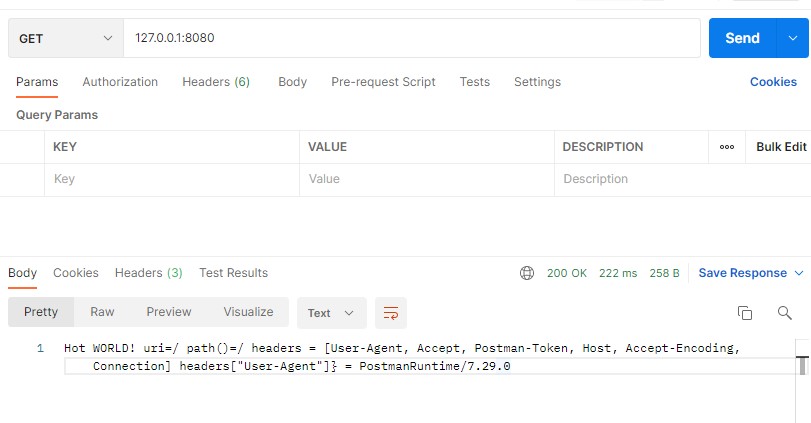 GET 127.0.0.1:8080 Send
Params Authorization Headers (6) Body Pre-request Script Tests Settings Cookies
Query Params
KEY VALUE DESCRIPTION Bulk Edit
Key Value Description
Body Cookies Headers (3) Test Results 200 OK 222 ms 258 B Save Response
Pretty Raw Preview Visualize Text
1 Hot WORLD! uri=/ path()=/ headers = [User-Agent, Accept, Postman-Token, Host, Accept-Encoding,
Connection] headers["User-Agent"]} = PostmanRuntime/7.29.0